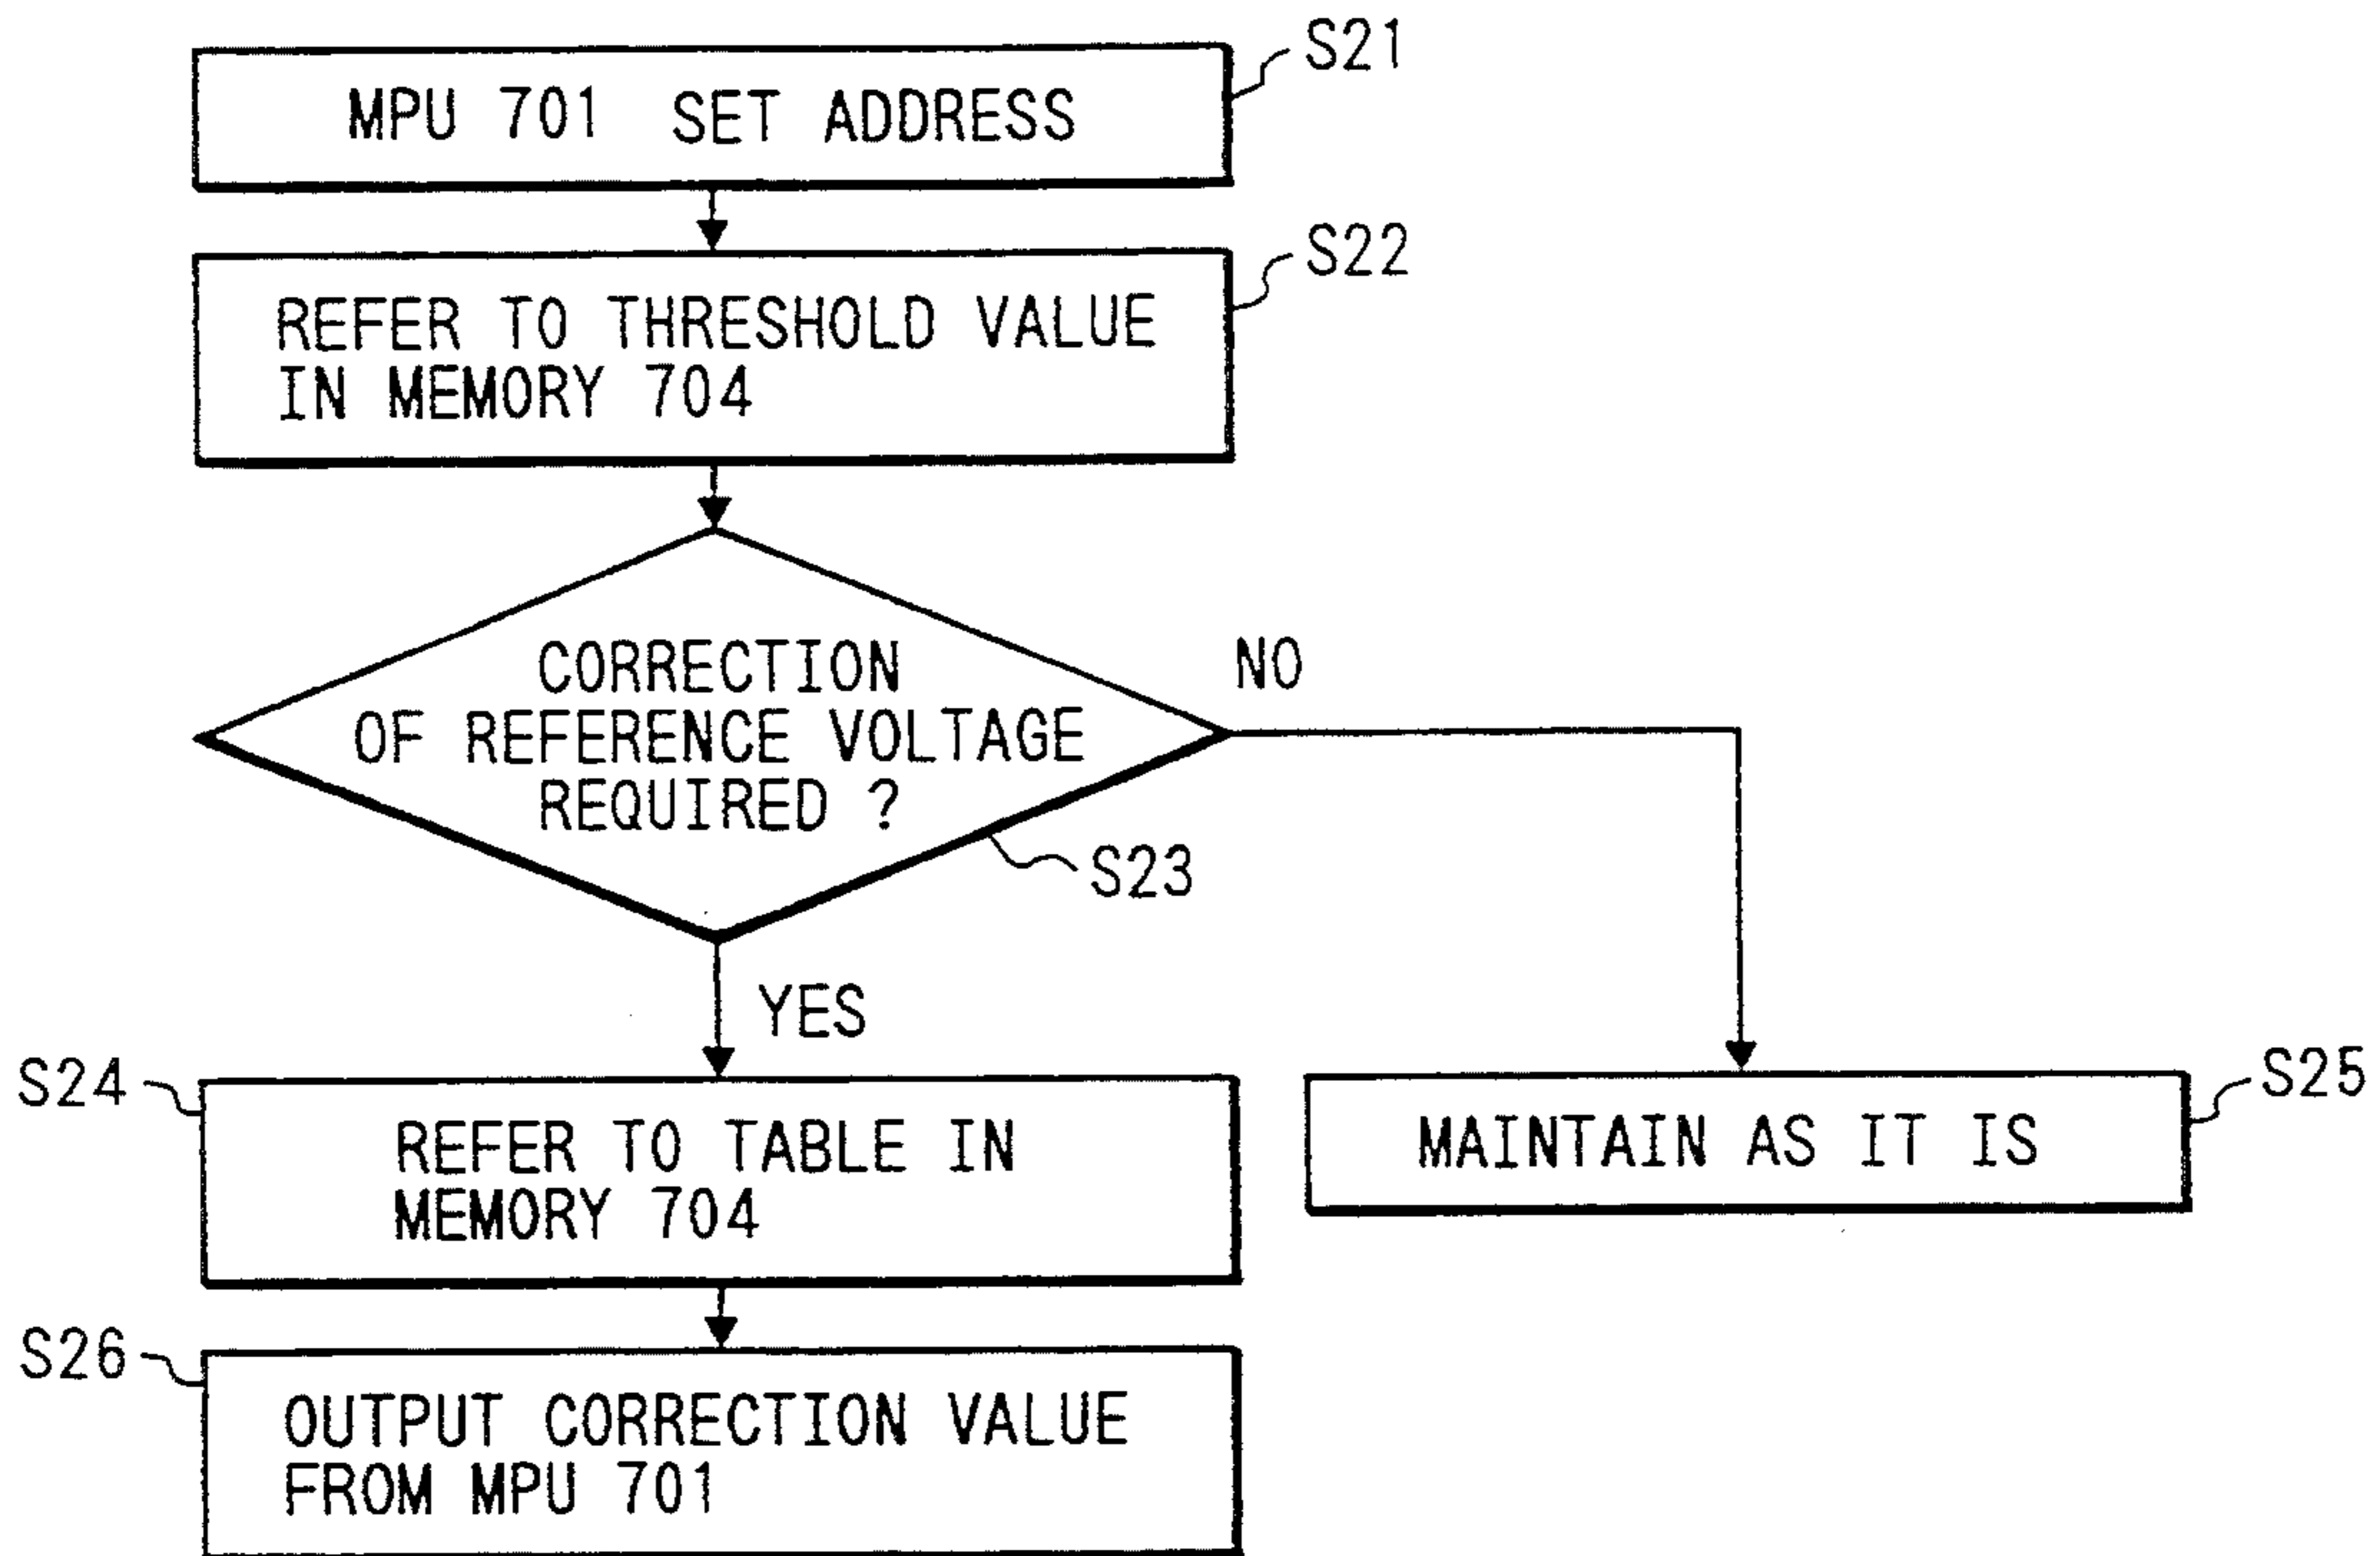 S21
MPU 701 SET ADDRESS
S22
REFER TO THRESHOLD VALUE
IN MEMORY 704
CORRECTION
OF REFERENCE VOLTAGE
REQUIRED ?
NO
S23
YES
S24
REFER TO TABLE IN
MEMORY 704
S25
MAINTAIN AS IT IS
S26
OUTPUT CORRECTION VALUE
FROM MPU 701